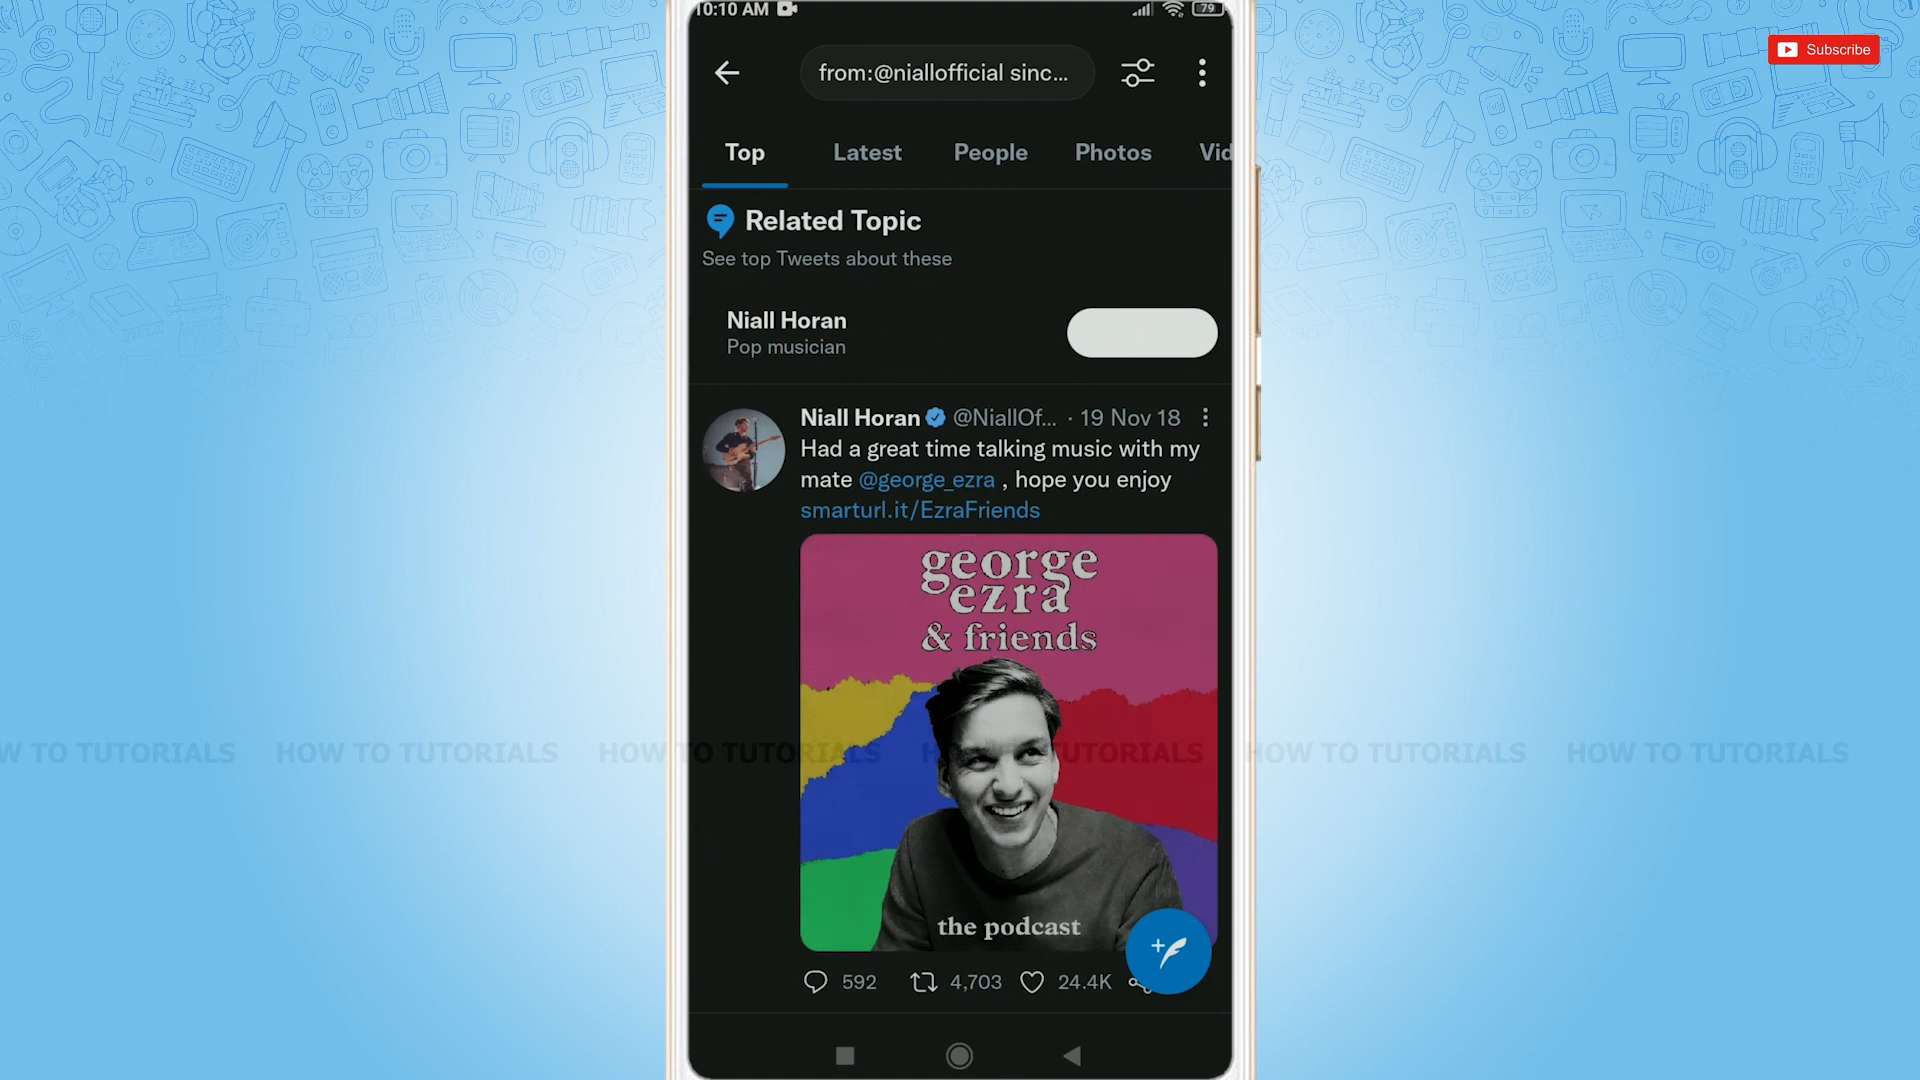 10:10 AM
79
Subscribe
from:@niallofficial sinc...
Top Latest People Photos Vid
Related Topic
See top Tweets about these
Niall Horan
Pop musician
Niall Horan @NiallOf... · 19 Nov 18
Had a great time talking music with my
mate @george_ezra , hope you enjoy
smarturl.it/EzraFriends
george
ezra
& friends
W TO TUTORIALS HOW TO TUTORIALS HOW TO TUTORIALS HOW TO TUTORIALS HOW TO TUTORIALS HOW TO TUTORIALS
the podcast
592 4,703 24.4K